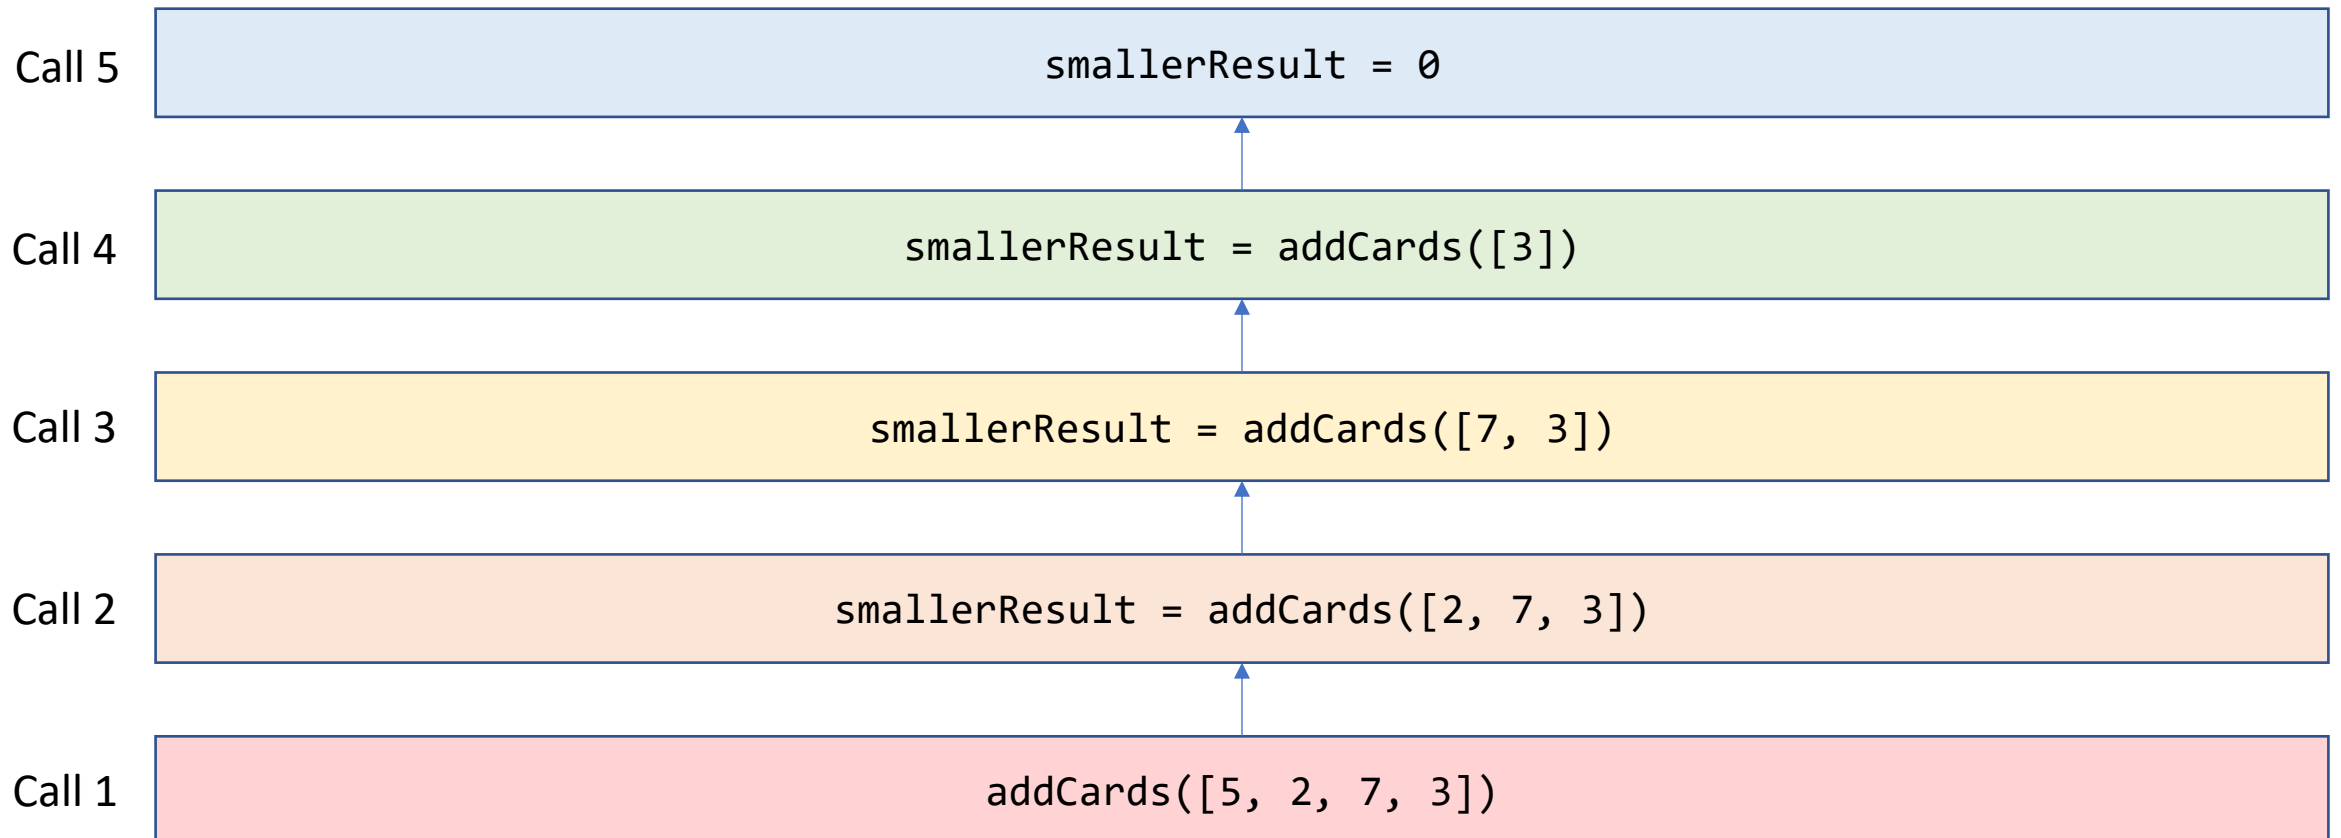 Call 5
smallerResult = 0
Call 4
smallerResult = addCards([3])
Call 3
smallerResult = addCards([7, 3])
Call 2
smallerResult = addCards([2, 7, 3])
Call 1
addCards([5, 2, 7, 3])